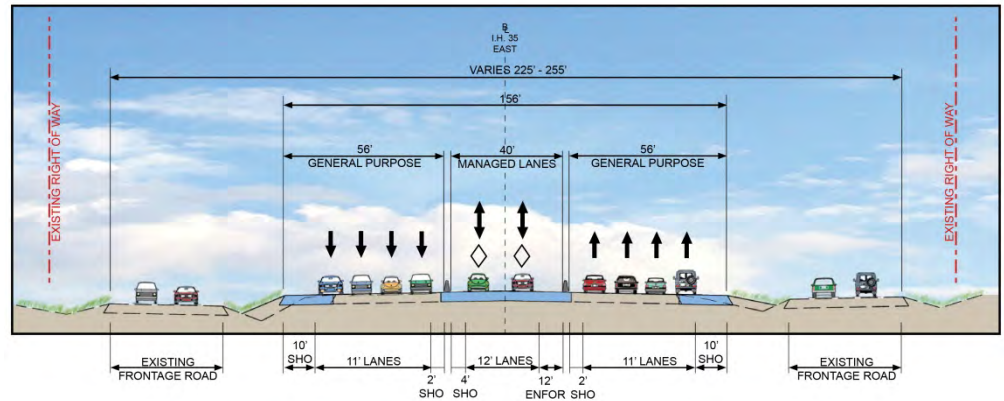 ℄
I.H. 35
EAST
VARIES 225' - 255'
156'
56'
GENERAL PURPOSE
40'
MANAGED LANES
56'
GENERAL PURPOSE
EXISTING RIGHT OF WAY
EXISTING RIGHT OF WAY
EXISTING
FRONTAGE ROAD
10'
SHO
11' LANES
2'
SHO
4'
SHO
12' LANES
12'
ENFOR
2'
SHO
11' LANES
10'
SHO
EXISTING
FRONTAGE ROAD